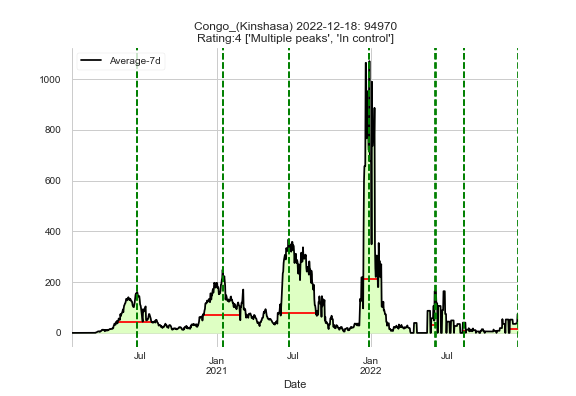 Congo_(Kinshasa) 2022-12-18: 94970
Rating:4 ['Multiple peaks', 'In control']
Average-7d
1000
800
600
400
200
0
Jul
Jan
2021
Jul
Jan
2022
Jul
Date